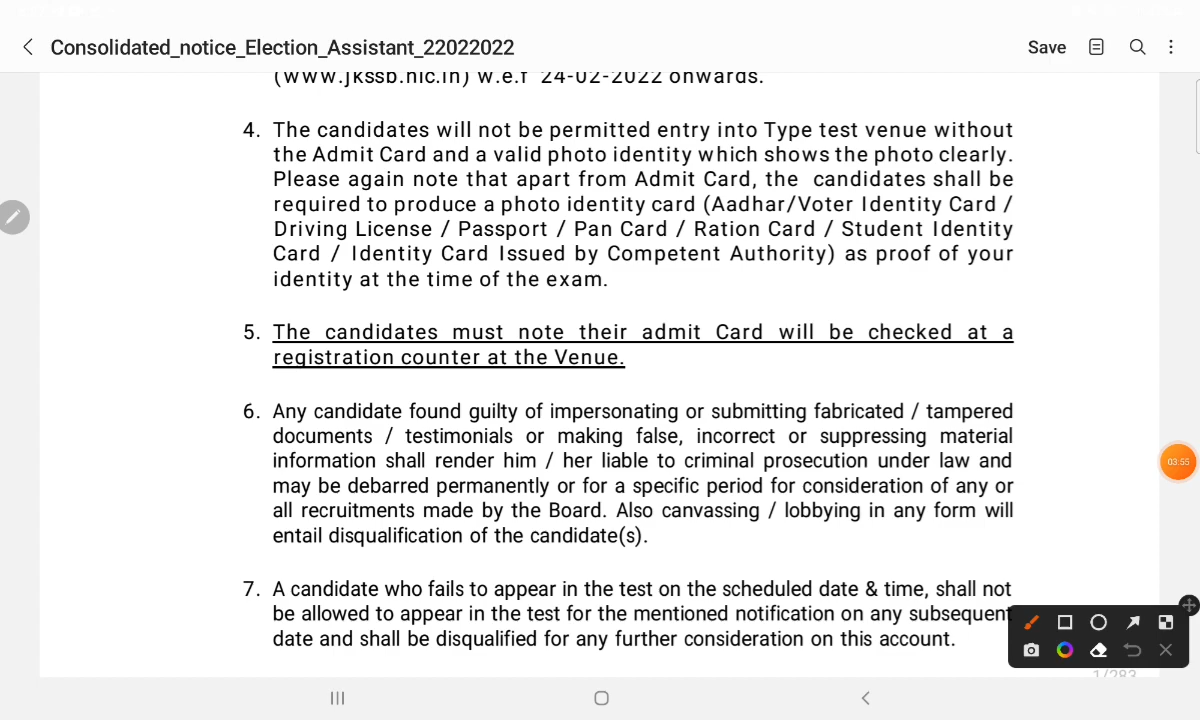 Consolidated_notice_Election_Assistant_22022022
Save
(www.jkssb.nic.in) w.e.f 24-02-2022 onwards.
4. The candidates will not be permitted entry into Type test venue without
the Admit Card and a valid photo identity which shows the photo clearly.
Please again note that apart from Admit Card, the candidates shall be
required to produce a photo identity card (Aadhar/Voter Identity Card /
Driving License / Passport / Pan Card / Ration Card / Student Identity
Card / Identity Card Issued by Competent Authority) as proof of your
identity at the time of the exam.
5. The candidates must note their admit Card will be checked at a
registration counter at the Venue.
6. Any candidate found guilty of impersonating or submitting fabricated / tampered
documents / testimonials or making false, incorrect or suppressing material
information shall render him / her liable to criminal prosecution under law and
may be debarred permanently or for a specific period for consideration of any or
all recruitments made by the Board. Also canvassing / lobbying in any form will
entail disqualification of the candidate(s).
03:55
7. A candidate who fails to appear in the test on the scheduled date & time, shall not
be allowed to appear in the test for the mentioned notification on any subsequent
date and shall be disqualified for any further consideration on this account.
1/283